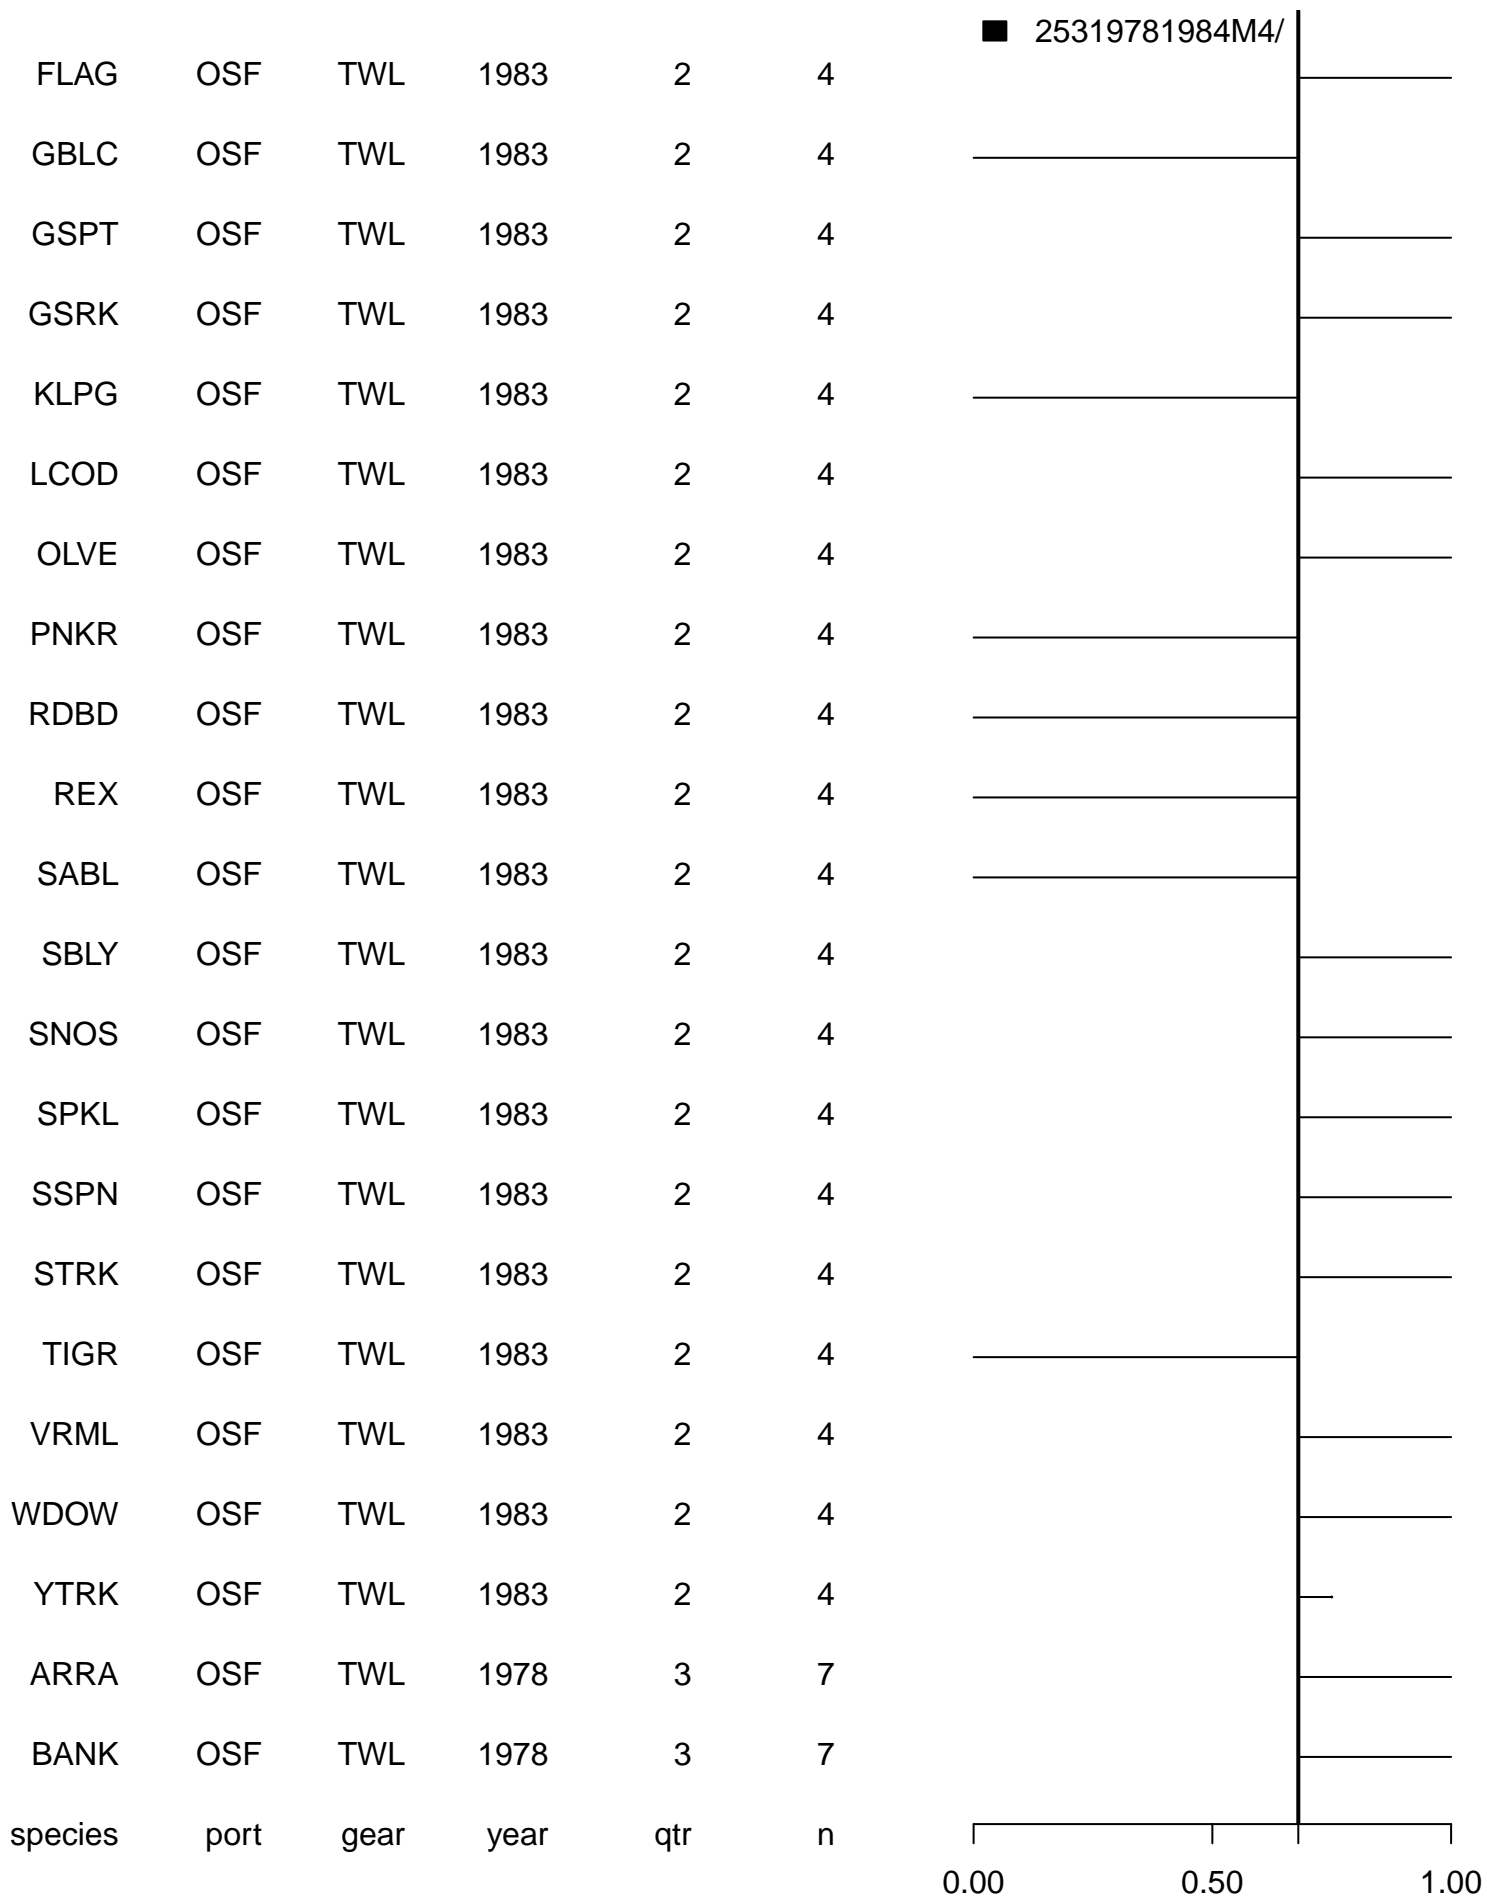 25319781984M4/
FLAG OSF TWL 1983 2 4
GBLC OSF TWL 1983 2 4
GSPT OSF TWL 1983 2 4
GSRK OSF TWL 1983 2 4
KLPG OSF TWL 1983 2 4
LCOD OSF TWL 1983 2 4
OLVE OSF TWL 1983 2 4
PNKR OSF TWL 1983 2 4
RDBD OSF TWL 1983 2 4
REX OSF TWL 1983 2 4
SABL OSF TWL 1983 2 4
SBLY OSF TWL 1983 2 4
SNOS OSF TWL 1983 2 4
SPKL OSF TWL 1983 2 4
SSPN OSF TWL 1983 2 4
STRK OSF TWL 1983 2 4
TIGR OSF TWL 1983 2 4
VRML OSF TWL 1983 2 4
WDOW OSF TWL 1983 2 4
YTRK OSF TWL 1983 2 4
ARRA OSF TWL 1978 3 7
BANK OSF TWL 1978 3 7
species port gear year qtr n
0.00 0.50 1.00